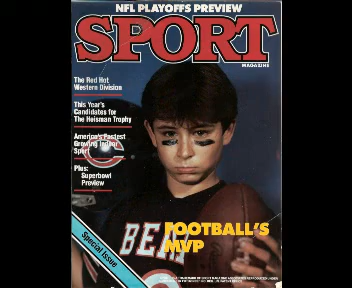 NFL PLAYOFFS PREVIEW
SPORT
MAGAZINE
The Red Hot
Western Division
This Year's
Candidates for
The Heisman Trophy
America's Fastest
Growing Indoor
Sport
Plus:
Superbowl
Preview
BEA
FOOTBALL'S
MVP
Special Issue